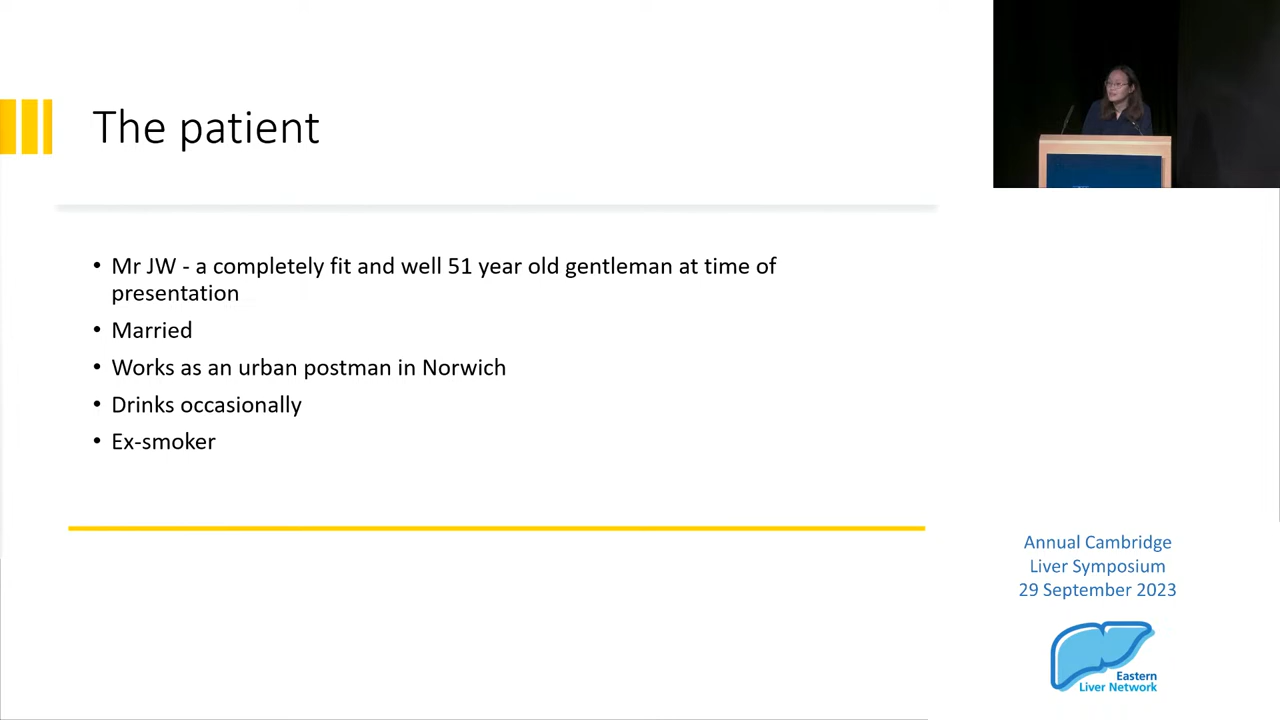 The patient
• Mr JW - a completely fit and well 51 year old gentleman at time of
presentation
• Married
• Works as an urban postman in Norwich
• Drinks occasionally
• Ex-smoker
Annual Cambridge
Liver Symposium
29 September 2023
Eastern
Liver Network